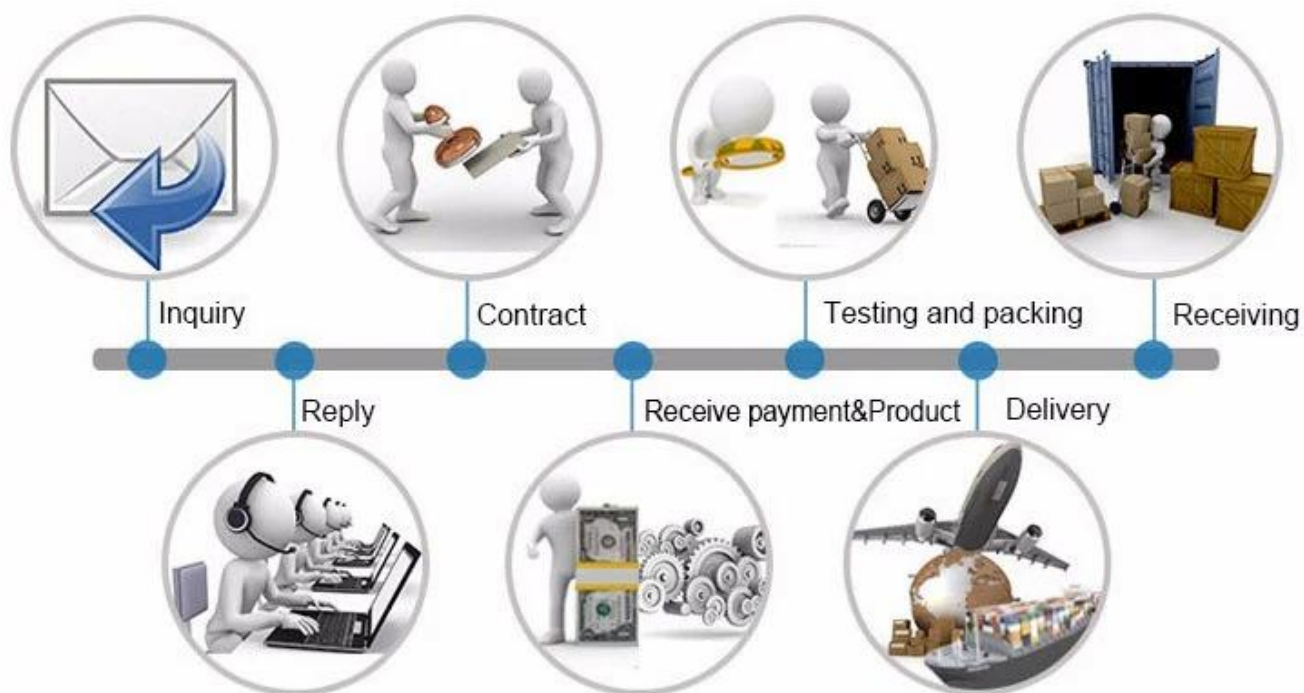 Inquiry
Contract
Testing and packing
Receiving
Reply
Receive payment&Product
Delivery